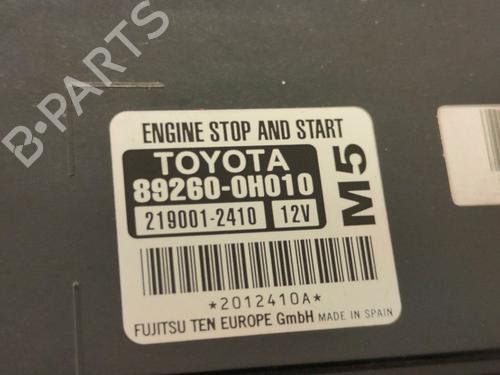 B-PARTS
ENGINE STOP AND START
TOYOTA
89260-0H010
219001-2410 12V
M5
*2012410A*
FUJITSU TEN EUROPE GmbH MADE IN SPAIN